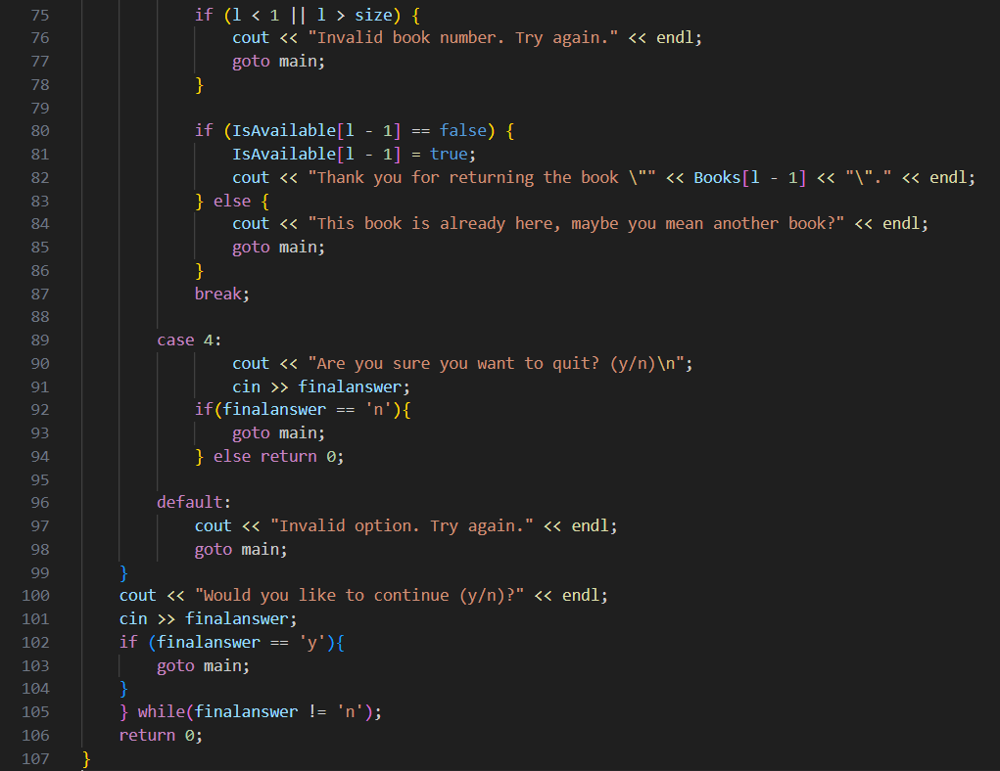 75 if (l < 1 || l > size) {
76 cout << "Invalid book number. Try again." << endl;
77 goto main;
78 }
79
80 if (IsAvailable[l - 1] == false) {
81 IsAvailable[l - 1] = true;
82 cout << "Thank you for returning the book \"" << Books[l - 1] << "\"." << endl;
83 } else {
84 cout << "This book is already here, maybe you mean another book?" << endl;
85 goto main;
86 }
87 break;
88
89 case 4:
90 cout << "Are you sure you want to quit? (y/n)\n";
91 cin >> finalanswer;
92 if(finalanswer == 'n'){
93 goto main;
94 } else return 0;
95
96 default:
97 cout << "Invalid option. Try again." << endl;
98 goto main;
99 }
100 cout << "Would you like to continue (y/n)?" << endl;
101 cin >> finalanswer;
102 if (finalanswer == 'y'){
103 goto main;
104 }
105 } while(finalanswer != 'n');
106 return 0;
107 }